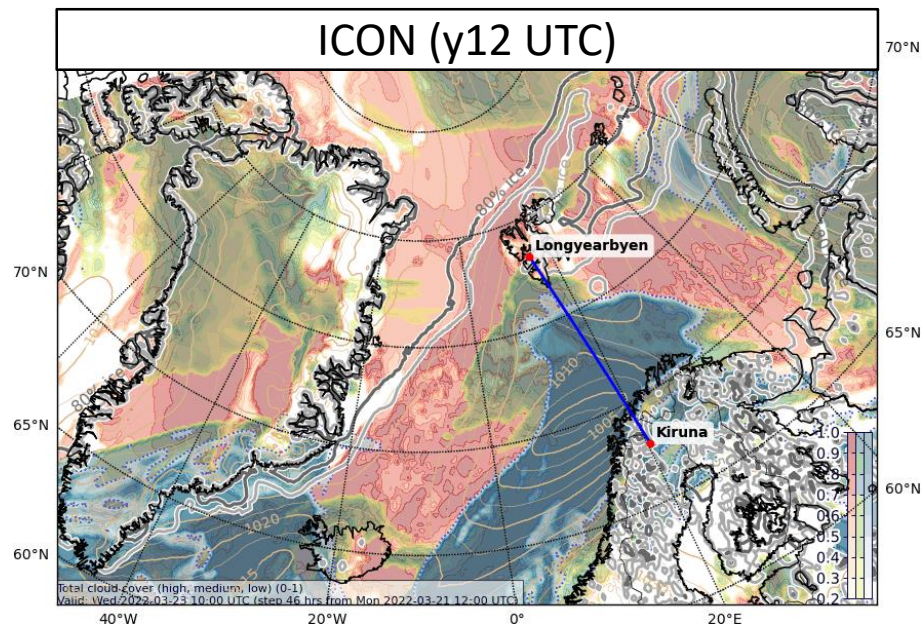 ICON (y12 UTC)
70°N
80% ice
Longyearbyen
70°N
65°N
80% ice
1010
65°N
Kiruna
1.0
0.9
0.8
0.7
0.6
0.5
0.4
0.3
0.2
60°N
1020
60°N
Total cloud cover (high, medium, low) (0-1)
Valid: Wed 2022-03-23 10:00 UTC (step 46 hrs from Mon 2022-03-21 12:00 UTC)
40°W
20°W
0°
20°E